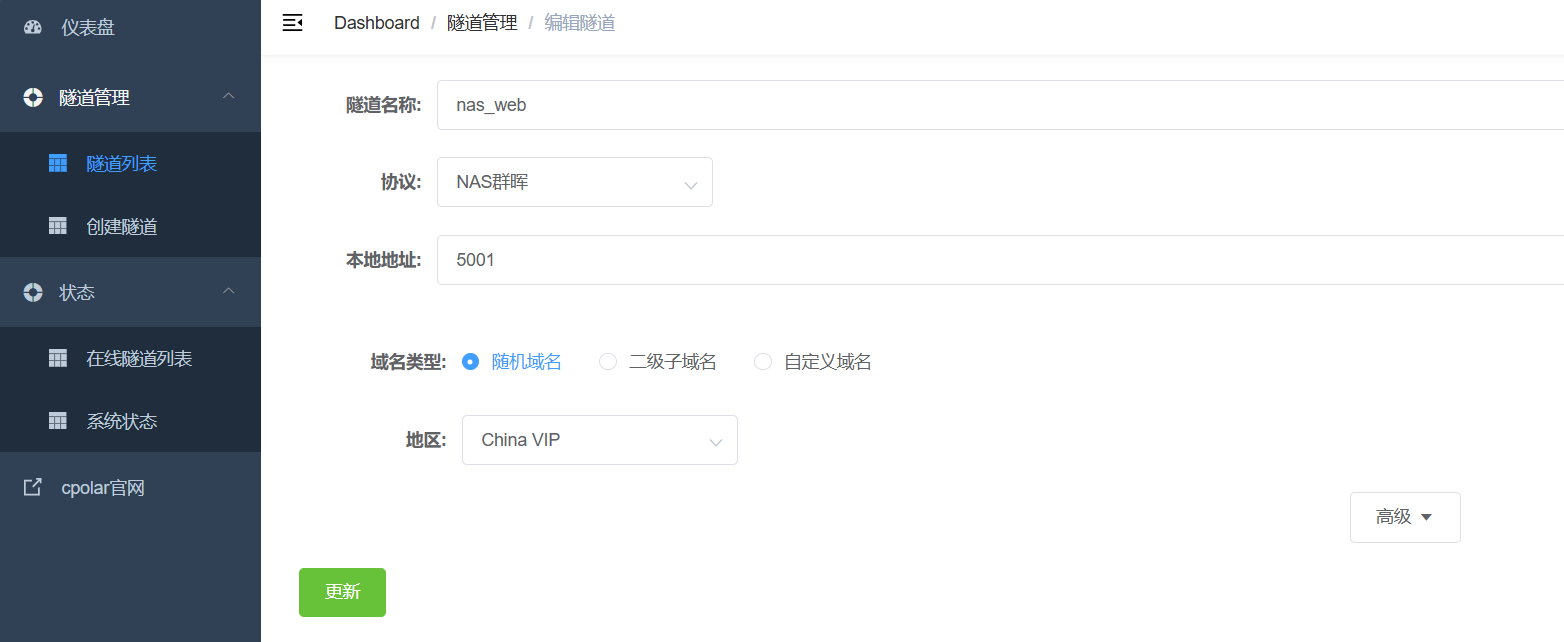 仪表盘
隧道管理
隧道列表
创建隧道
状态
在线隧道列表
系统状态
cpolar官网
Dashboard / 隧道管理 / 编辑隧道
隧道名称: nas_web
协议: NAS群晖
本地地址: 5001
域名类型: 随机域名 二级子域名 自定义域名
地区: China VIP
高级
更新